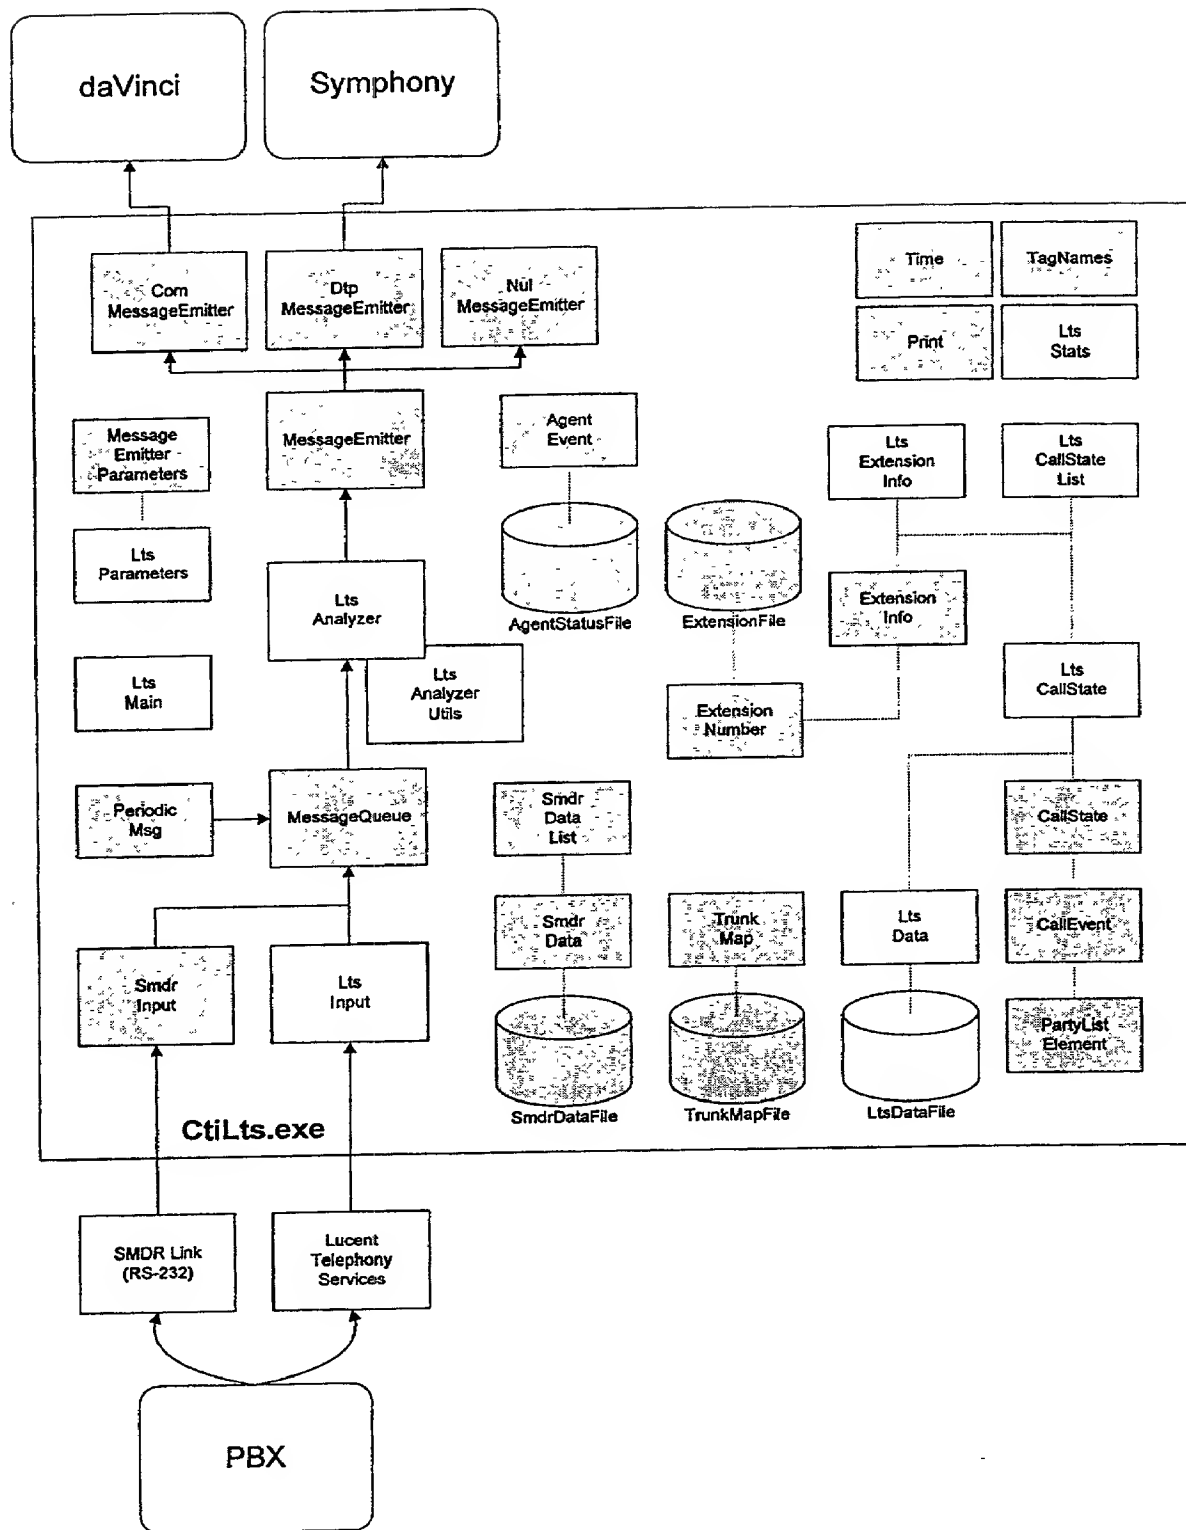 daVinci
Symphony
Com
MessageEmitter
Dtp
MessageEmitter
Nul
MessageEmitter
Time
TagNames
Print
Lts
Stats
Message
Emitter
Parameters
MessageEmitter
Agent
Event
Lts
Extension
Info
Lts
CallState
List
Lts
Parameters
Lts
Analyzer
AgentStatusFile
ExtensionFile
Extension
Info
Lts
Main
Lts
Analyzer
Utils
Extension
Number
Lts
CallState
Periodic
Msg
MessageQueue
Smdr
Data
List
CallState
Smdr
Data
Trunk
Map
Lts
Data
CallEvent
Smdr
Input
Lts
Input
PartyList
Element
SmdrDataFile
TrunkMapFile
LtsDataFile
CtiLts.exe
SMDR Link
(RS-232)
Lucent
Telephony
Services
PBX